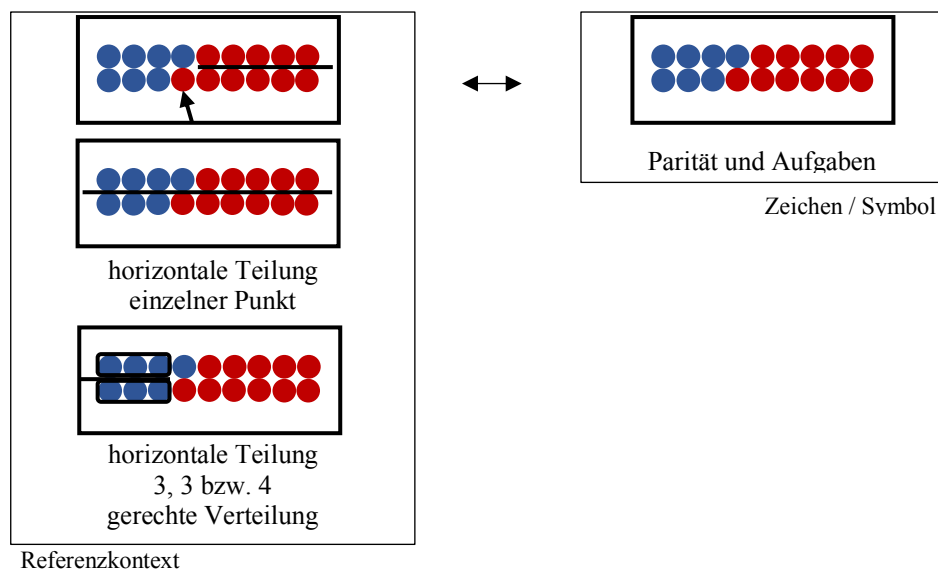 horizontale Teilung
einzelner Punkt
horizontale Teilung
3, 3 bzw. 4
gerechte Verteilung
Referenzkontext
Parität und Aufgaben
Zeichen / Symbol